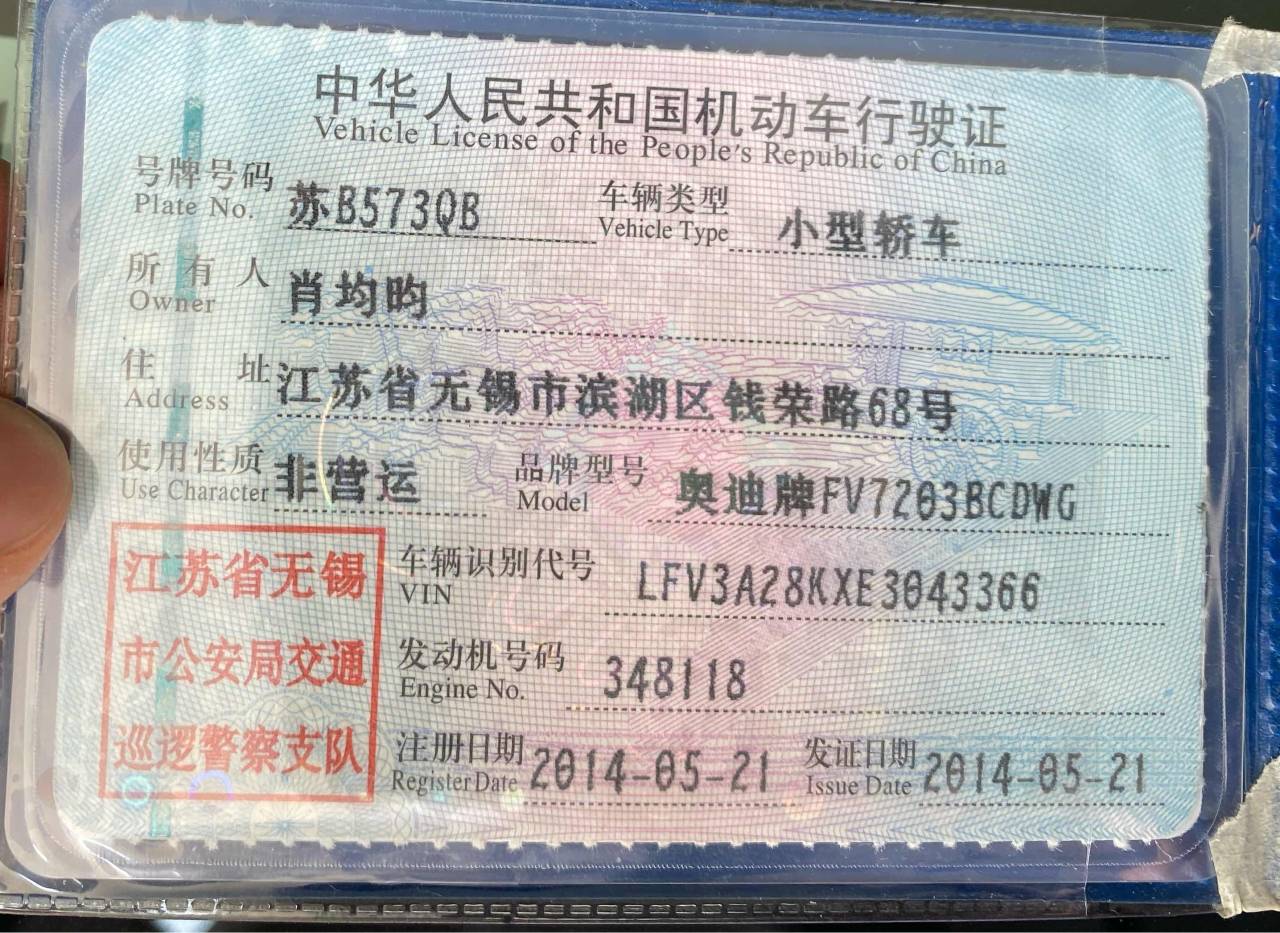 中华人民共和国机动车行驶证
Vehicle License of the People's Republic of China
号牌号码 苏B573QB 车辆类型 小型轿车
Plate No. Vehicle Type
所有人 肖均昀
Owner
住址 江苏省无锡市滨湖区钱荣路68号
Address
使用性质 非营运 品牌型号 奥迪牌FV7203BCDWG
Use Character Model
江苏省无锡
市公安局交通
巡逻警察支队
车辆识别代号 LFV3A28KXE3043366
VIN
发动机号码 348118
Engine No.
注册日期 2014-05-21 发证日期 2014-05-21
Register Date Issue Date